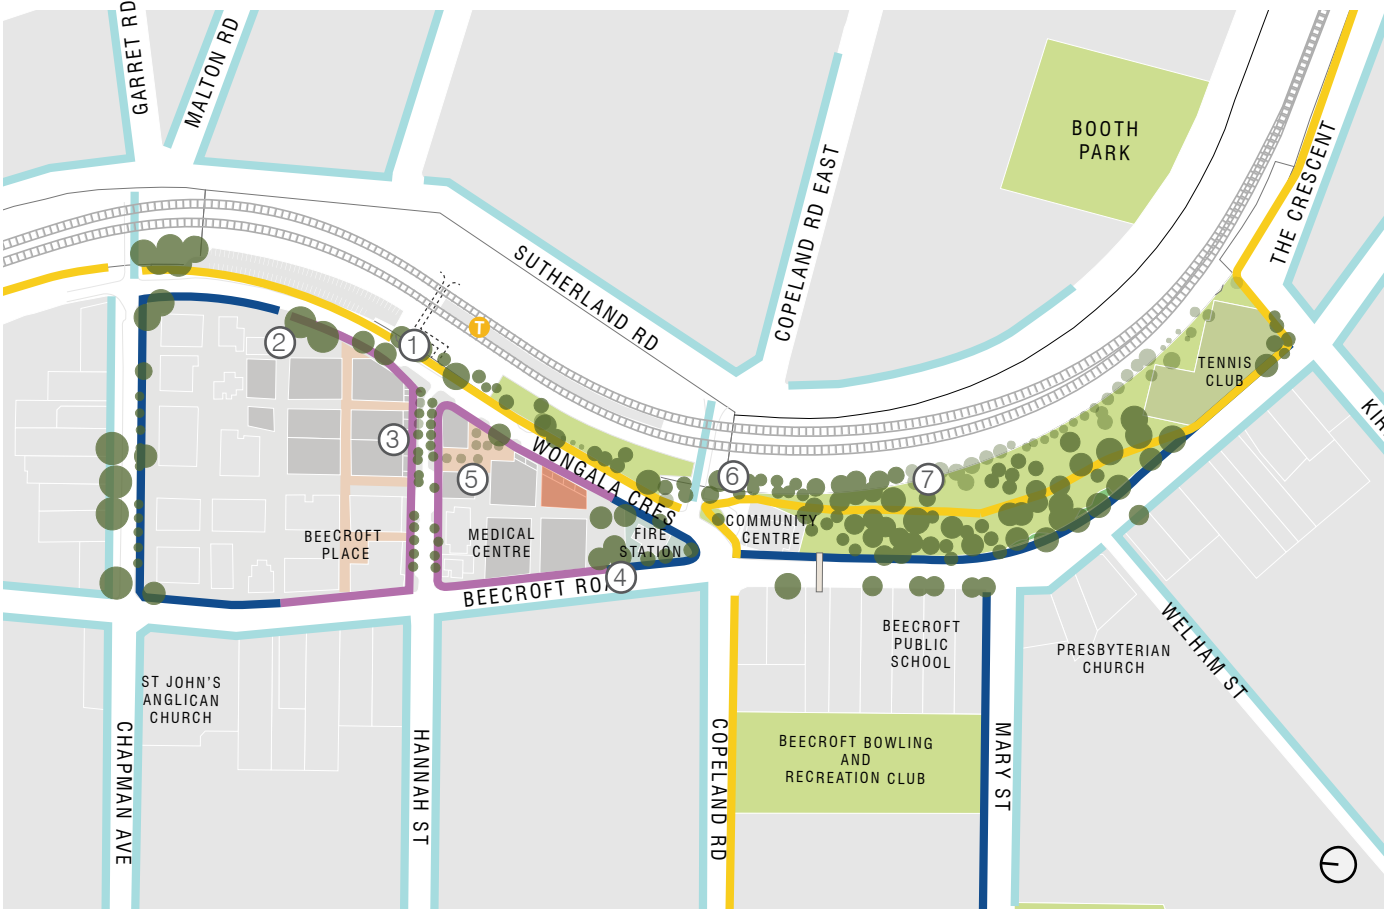 GARRET RD
MALTON RD
BOOTH
PARK
THE CRESCENT
COPELAND RD EAST
SUTHERLAND RD
T
1
2
TENNIS
CLUB
3
WONGALA CRES
5
6
7
BEECROFT
PLACE
MEDICAL
CENTRE
FIRE
STATION
COMMUNITY
CENTRE
4
BEECROFT
WELHAM ST
BEECROFT
PUBLIC
SCHOOL
PRESBYTERIAN
CHURCH
ST JOHN'S
ANGLICAN
CHURCH
CHAPMAN AVE
HANNAH ST
COPELAND RD
BEECROFT BOWLING
AND
RECREATION CLUB
MARY ST